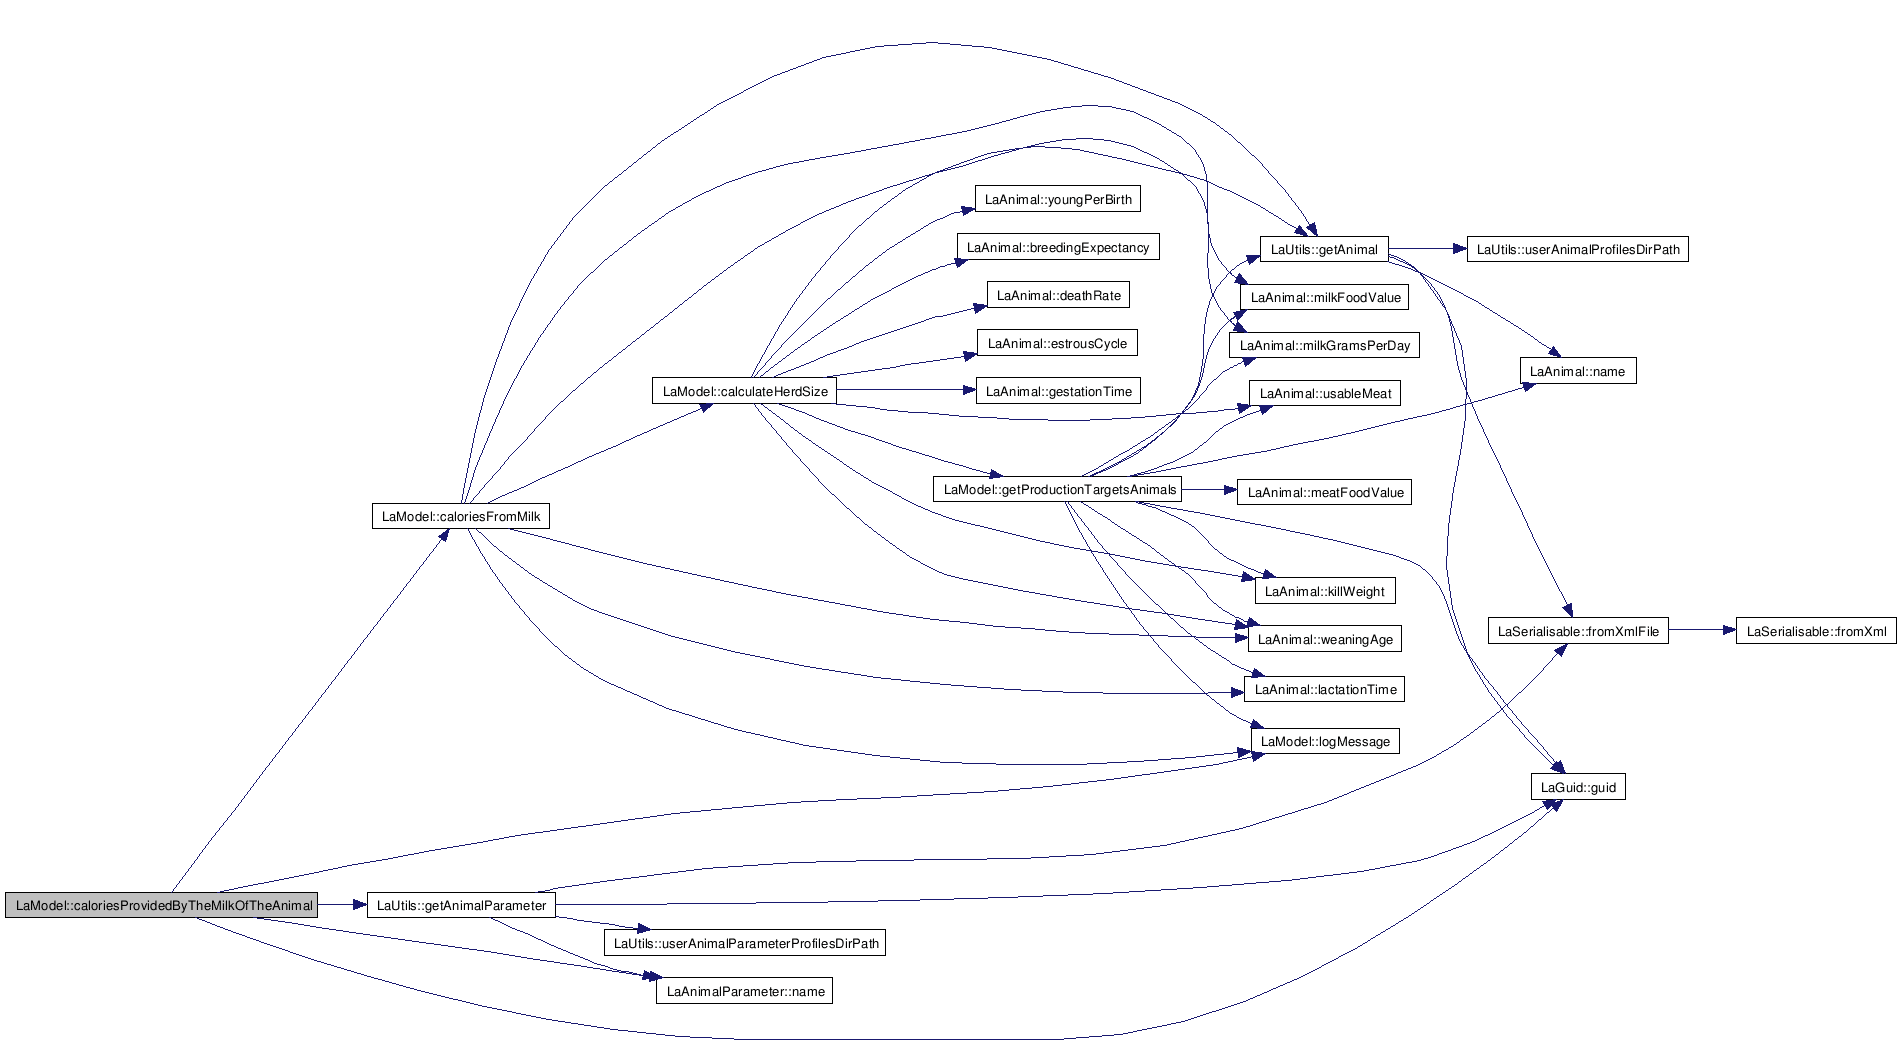 LaAnimal::youngPerBirth
LaAnimal::breedingExpectancy
LaUtils::getAnimal
LaUtils::userAnimalProfilesDirPath
LaAnimal::deathRate
LaAnimal::milkFoodValue
LaAnimal::estrousCycle
LaAnimal::milkGramsPerDay
LaAnimal::name
LaModel::calculateHerdSize
LaAnimal::gestationTime
LaAnimal::usableMeat
LaModel::getProductionTargetsAnimals
LaAnimal::meatFoodValue
LaModel::caloriesFromMilk
LaAnimal::killWeight
LaAnimal::weaningAge
LaSerialisable::fromXmlFile
LaSerialisable::fromXml
LaAnimal::lactationTime
LaModel::logMessage
LaGuid::guid
LaModel::caloriesProvidedByTheMilkOfTheAnimal
LaUtils::getAnimalParameter
LaUtils::userAnimalParameterProfilesDirPath
LaAnimalParameter::name